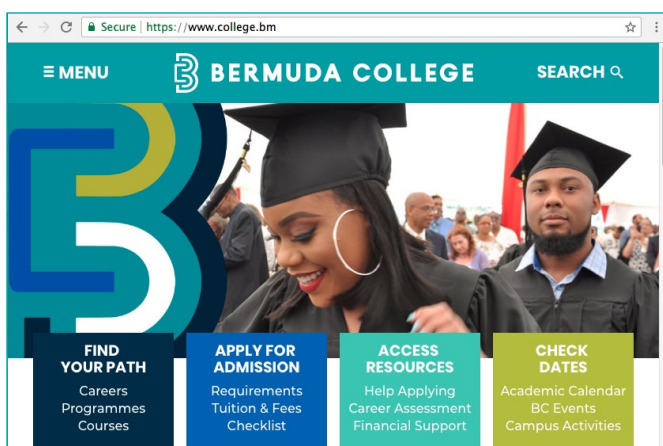 Secure | https://www.college.bm
MENU
BERMUDA COLLEGE
SEARCH
FIND
YOUR PATH
Careers
Programmes
Courses
APPLY FOR
ADMISSION
Requirements
Tuition & Fees
Checklist
ACCESS
RESOURCES
Help Applying
Career Assessment
Financial Support
CHECK
DATES
Academic Calendar
BC Events
Campus Activities